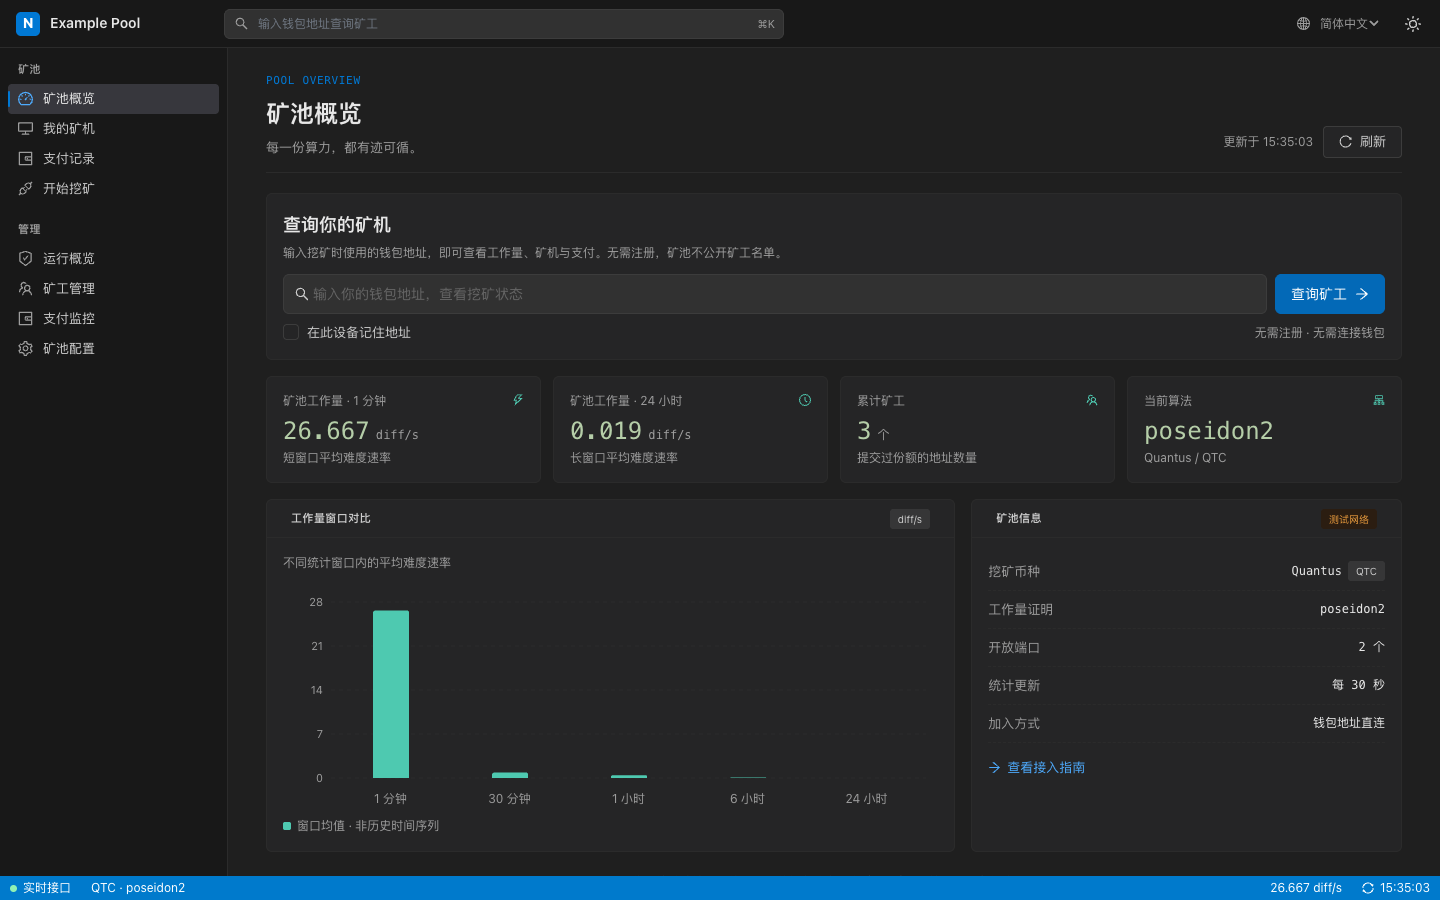 N Example Pool
输入钱包地址查询矿工
⌘K
简体中文
矿池
矿池概览
我的矿机
支付记录
开始挖矿
管理
运行概览
矿工管理
支付监控
矿池配置
POOL OVERVIEW
矿池概览
每一份算力，都有迹可循。
更新于 15:35:03
刷新
查询你的矿机
输入挖矿时使用的钱包地址，即可查看工作量、矿机与支付。无需注册，矿池不公开矿工名单。
输入你的钱包地址，查看挖矿状态
查询矿工
在此设备记住地址
无需注册 · 无需连接钱包
矿池工作量 · 1 分钟
26.667 diff/s
短窗口平均难度速率
矿池工作量 · 24 小时
0.019 diff/s
长窗口平均难度速率
累计矿工
3 个
提交过份额的地址数量
当前算法
poseidon2
Quantus / QTC
工作量窗口对比
diff/s
不同统计窗口内的平均难度速率
28
21
14
7
0
1 分钟
30 分钟
1 小时
6 小时
24 小时
窗口均值 · 非历史时间序列
矿池信息
测试网络
挖矿币种
Quantus QTC
工作量证明
poseidon2
开放端口
2 个
统计更新
每 30 秒
加入方式
钱包地址直连
查看接入指南
实时接口
QTC · poseidon2
26.667 diff/s
15:35:03